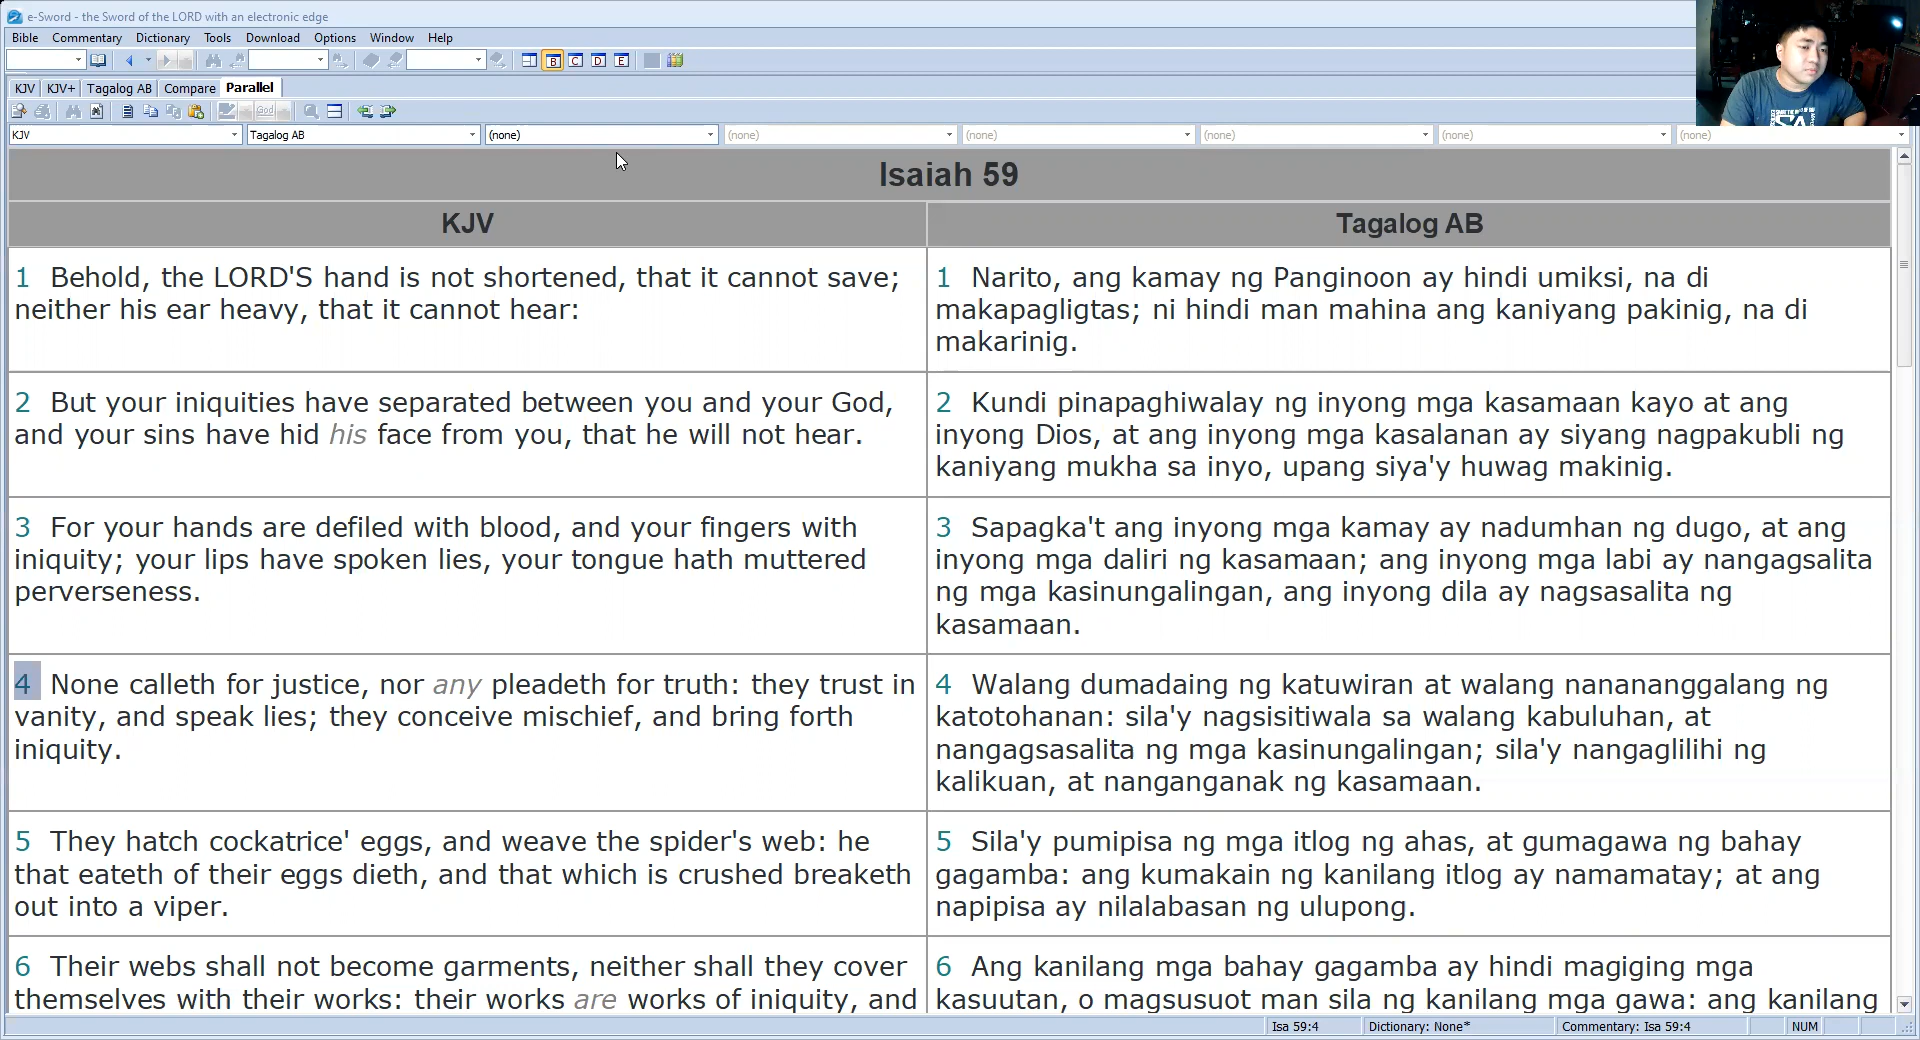 e-Sword - the Sword of the LORD with an electronic edge
Bible Commentary Dictionary Tools Download Options Window Help
B C D E
KJV KJV+ Tagalog AB Compare Parallel
God
KJV Tagalog AB (none) (none) (none) (none) (none) (none)
Isaiah 59
KJV
Tagalog AB
1 Behold, the LORD'S hand is not shortened, that it cannot save;
neither his ear heavy, that it cannot hear:
1 Narito, ang kamay ng Panginoon ay hindi umiksi, na di
makapagligtas; ni hindi man mahina ang kaniyang pakinig, na di
makarinig.
2 But your iniquities have separated between you and your God,
and your sins have hid his face from you, that he will not hear.
2 Kundi pinapaghiwalay ng inyong mga kasamaan kayo at ang
inyong Dios, at ang inyong mga kasalanan ay siyang nagpakubli ng
kaniyang mukha sa inyo, upang siya'y huwag makinig.
3 For your hands are defiled with blood, and your fingers with
iniquity; your lips have spoken lies, your tongue hath muttered
perverseness.
3 Sapagka't ang inyong mga kamay ay nadumhan ng dugo, at ang
inyong mga daliri ng kasamaan; ang inyong mga labi ay nangagsalita
ng mga kasinungalingan, ang inyong dila ay nagsasalita ng
kasamaan.
4 None calleth for justice, nor any pleadeth for truth: they trust in
vanity, and speak lies; they conceive mischief, and bring forth
iniquity.
4 Walang dumadaing ng katuwiran at walang nanananggalang ng
katotohanan: sila'y nagsisitiwala sa walang kabuluhan, at
nangagsasalita ng mga kasinungalingan; sila'y nangaglilihi ng
kalikuan, at nanganganak ng kasamaan.
5 They hatch cockatrice' eggs, and weave the spider's web: he
that eateth of their eggs dieth, and that which is crushed breaketh
out into a viper.
5 Sila'y pumipisa ng mga itlog ng ahas, at gumagawa ng bahay
gagamba: ang kumakain ng kanilang itlog ay namamatay; at ang
napipisa ay nilalabasan ng ulupong.
6 Their webs shall not become garments, neither shall they cover
themselves with their works: their works are works of iniquity, and
6 Ang kanilang mga bahay gagamba ay hindi magiging mga
kasuutan, o magsusuot man sila ng kanilang mga gawa: ang kanilang
Isa 59:4 Dictionary: None* Commentary: Isa 59:4 NUM